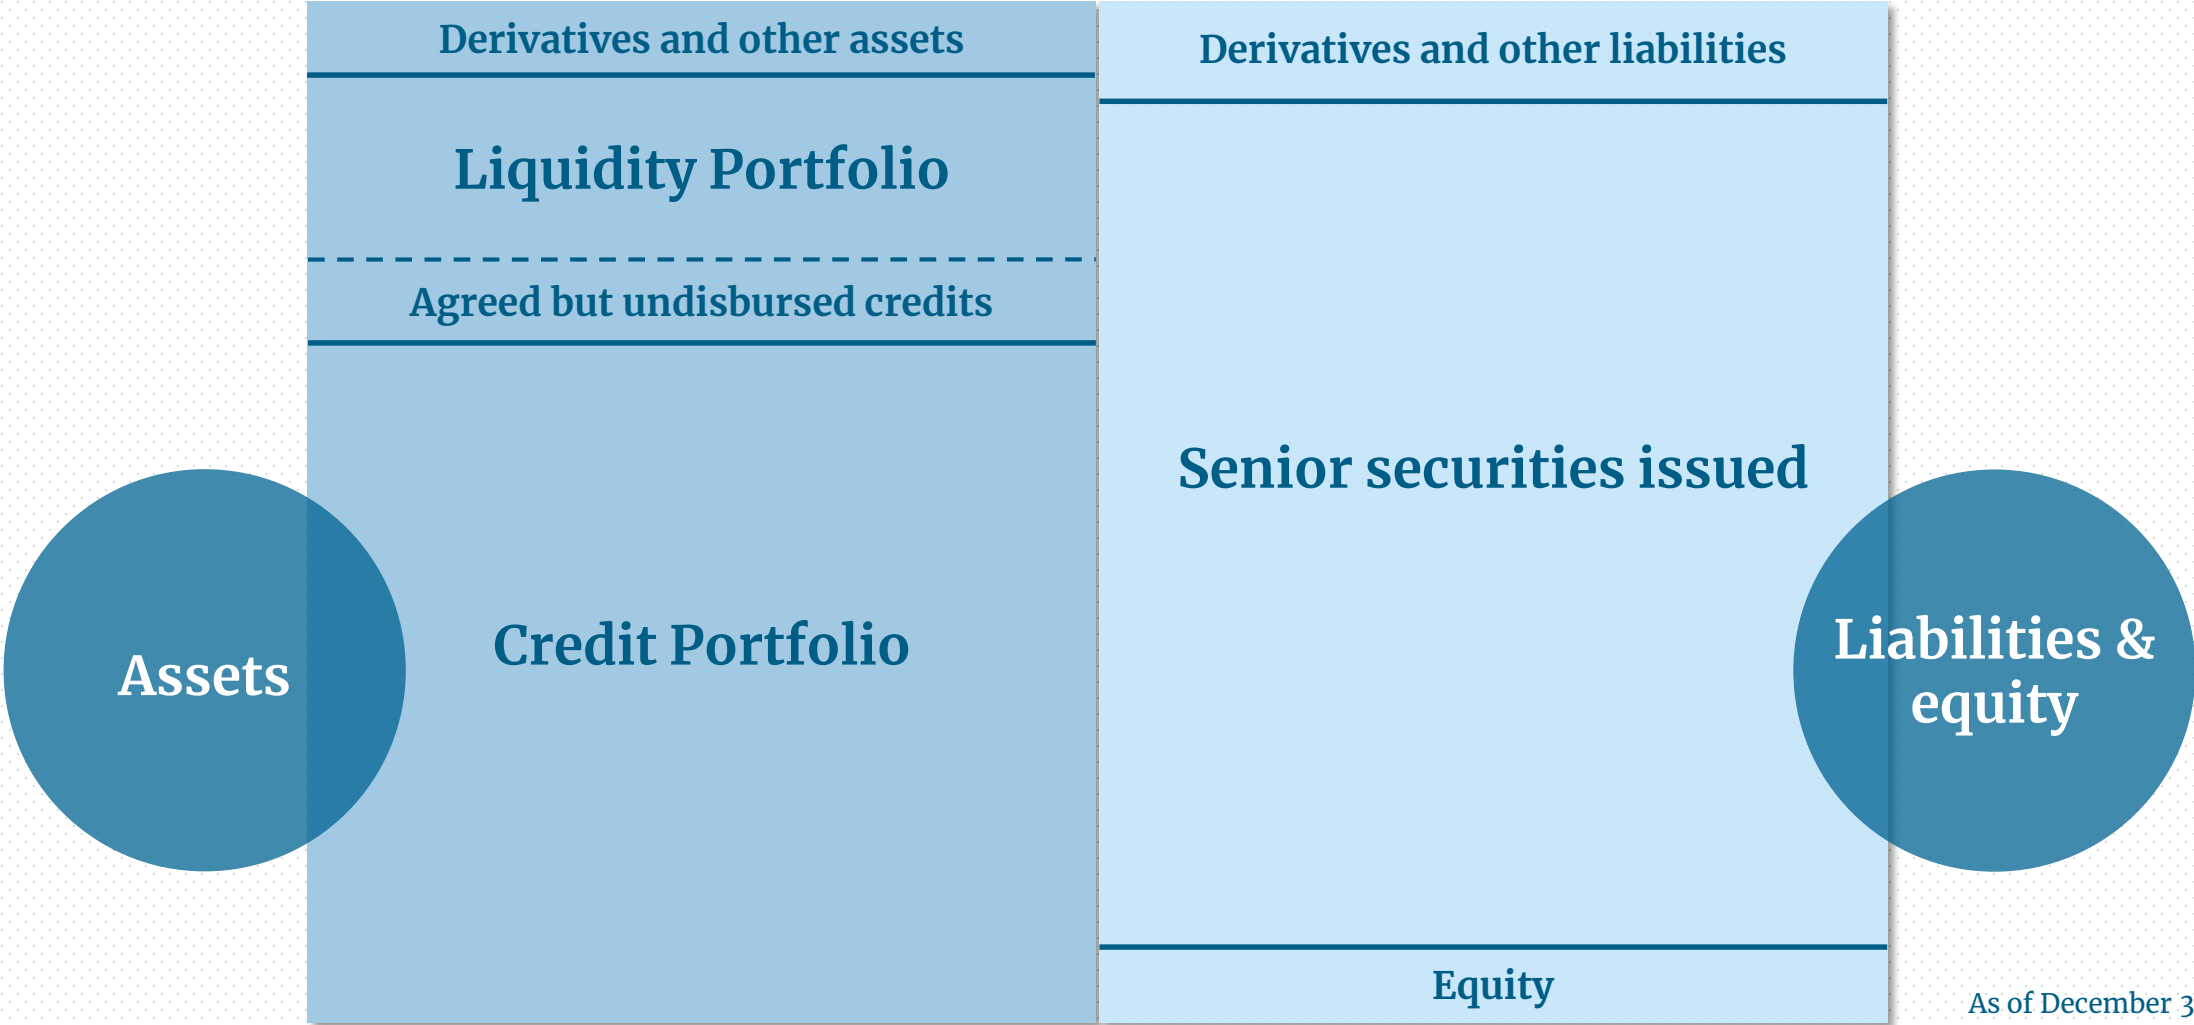 Derivatives and other assets
Liquidity Portfolio
Agreed but undisbursed credits
Credit Portfolio
Assets
Derivatives and other liabilities
Senior securities issued
Equity
Liabilities &
equity
As of December 3